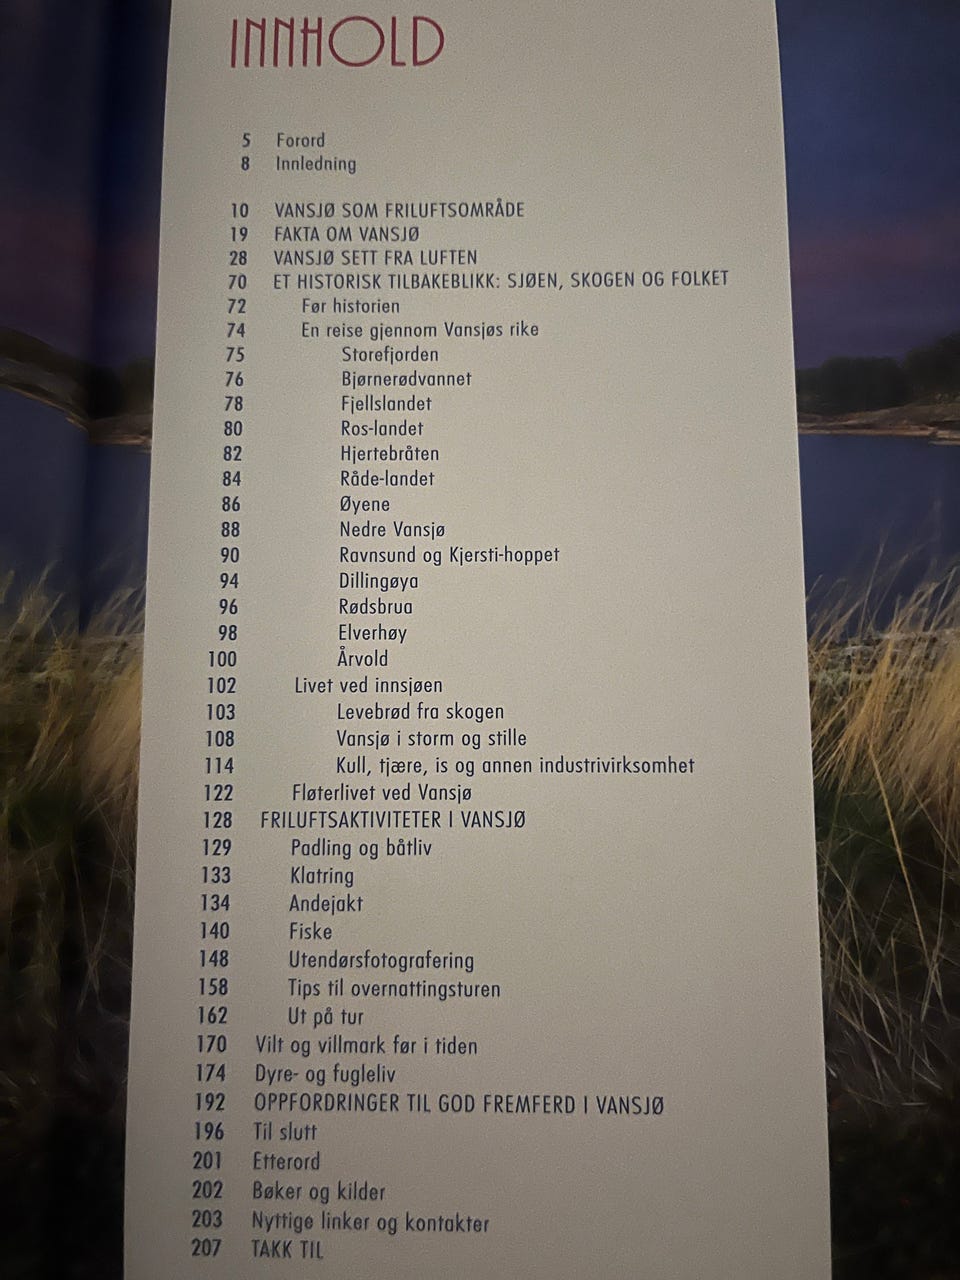 INNHOLD
5 Forord
8 Innledning
10 VANSJØ SOM FRILUFTSOMRÅDE
19 FAKTA OM VANSJØ
28 VANSJØ SETT FRA LUFTEN
70 ET HISTORISK TILBAKEBLIKK: SJØEN, SKOGEN OG FOLKET
72 Før historien
74 En reise gjennom Vansjøs rike
75 Storefjorden
76 Bjørnerødvannet
78 Fjellslandet
80 Ros-landet
82 Hjertebråten
84 Råde-landet
86 Øyene
88 Nedre Vansjø
90 Ravnsund og Kjersti-hoppet
94 Dillingøya
96 Rødsbrua
98 Elverhøy
100 Årvold
102 Livet ved innsjøen
103 Levebrød fra skogen
108 Vansjø i storm og stille
114 Kull, tjære, is og annen industrivirksomhet
122 Fløterlivet ved Vansjø
128 FRILUFTSAKTIVITETER I VANSJØ
129 Padling og båtliv
133 Klatring
134 Andejakt
140 Fiske
148 Utendørsfotografering
158 Tips til overnattingsturen
162 Ut på tur
170 Vilt og villmark før i tiden
174 Dyre- og fugleliv
192 OPPFORDRINGER TIL GOD FREMFERD I VANSJØ
196 Til slutt
201 Etterord
202 Bøker og kilder
203 Nyttige linker og kontakter
207 TAKK TIL